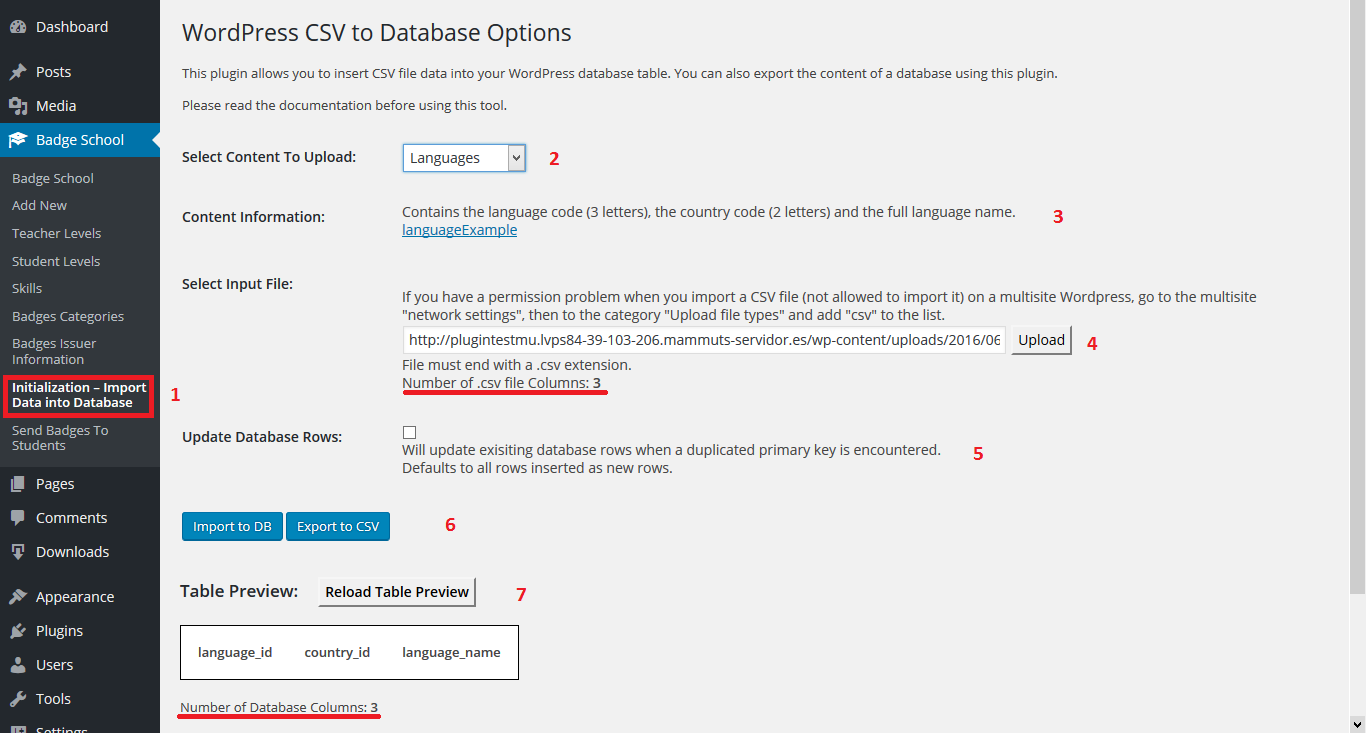 Dashboard
Posts
Media
Badge School
Badge School
Add New
Teacher Levels
Student Levels
Skills
Badges Categories
Badges Issuer
Information
Initialization – Import
Data into Database
1
Send Badges To
Students
Pages
Comments
Downloads
Appearance
Plugins
Users
Tools
Settings
WordPress CSV to Database Options
This plugin allows you to insert CSV file data into your WordPress database table. You can also export the content of a database using this plugin.
Please read the documentation before using this tool.
Select Content To Upload: Languages 2
Content Information: Contains the language code (3 letters), the country code (2 letters) and the full language name. 3
languageExample
Select Input File:
If you have a permission problem when you import a CSV file (not allowed to import it) on a multisite Wordpress, go to the multisite
"network settings", then to the category "Upload file types" and add "csv" to the list.
http://plugintestmu.lvps84-39-103-206.mammuts-servidor.es/wp-content/uploads/2016/06 Upload 4
File must end with a .csv extension.
Number of .csv file Columns: 3
Update Database Rows:
Will update exisiting database rows when a duplicated primary key is encountered. 5
Defaults to all rows inserted as new rows.
Import to DB Export to CSV 6
Table Preview: Reload Table Preview 7
language_id country_id language_name
Number of Database Columns: 3